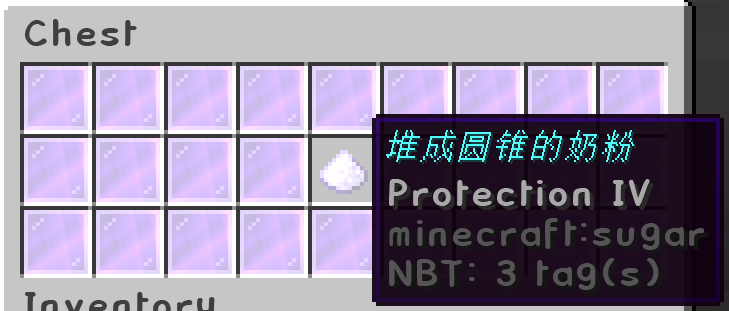 Chest
堆成圆锥的奶粉
Protection IV
minecraft:sugar
NBT: 3 tag(s)
Inventory